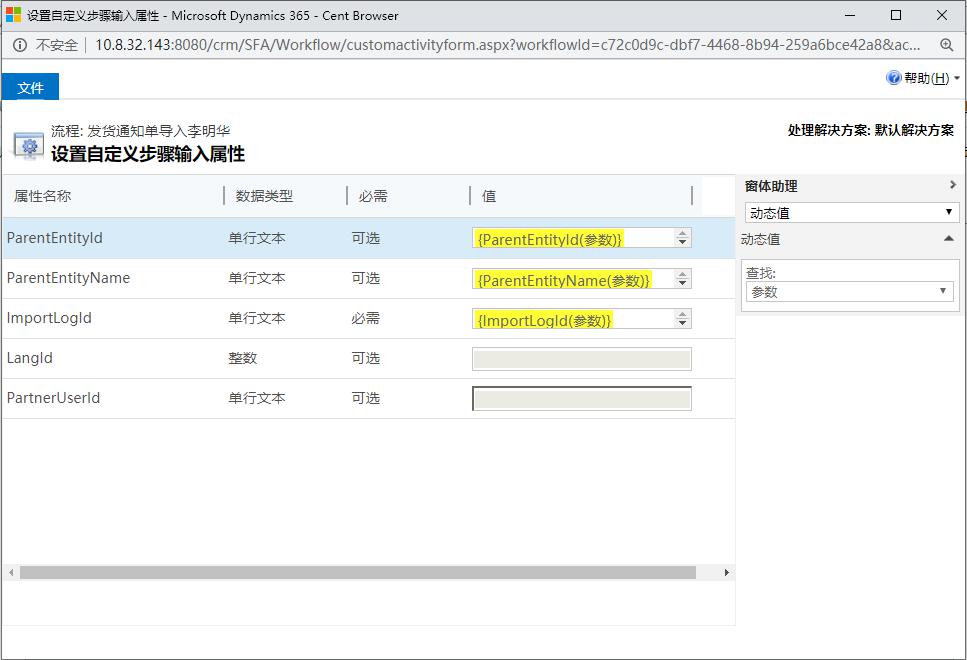 设置自定义步骤输入属性 - Microsoft Dynamics 365 - Cent Browser
不安全 10.8.32.143:8080/crm/SFA/Workflow/customactivityform.aspx?workflowId=c72c0d9c-dbf7-4468-8b94-259a6bce42a8&ac...
文件
帮助(H)
流程: 发货通知单导入李明华
设置自定义步骤输入属性
处理解决方案: 默认解决方案
属性名称 数据类型 必需 值
ParentEntityId 单行文本 可选 {ParentEntityId(参数)}
ParentEntityName 单行文本 可选 {ParentEntityName(参数)}
ImportLogId 单行文本 必需 {ImportLogId(参数)}
LangId 整数 可选
PartnerUserId 单行文本 可选
窗体助理
动态值
动态值
查找:
参数